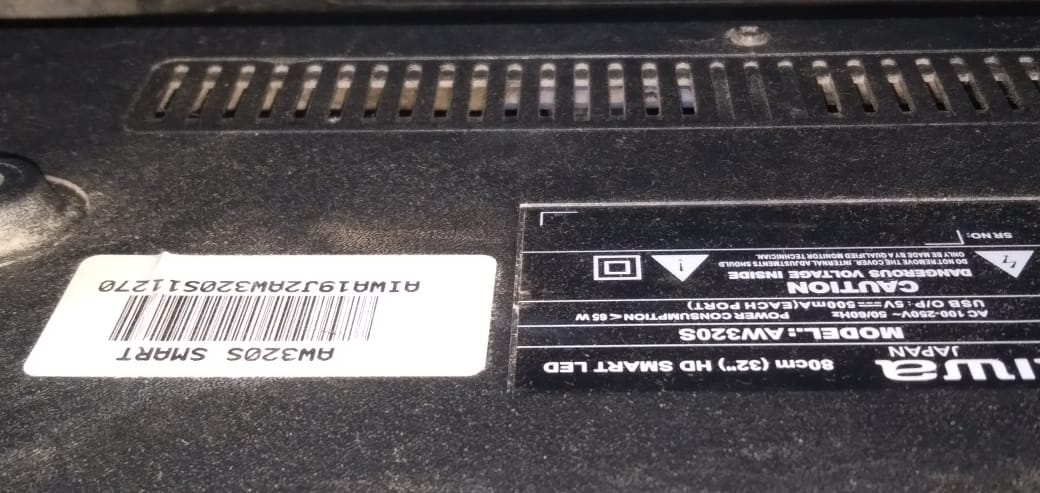 AW320S SMART
AIWA19J2AW320S11270
aiwa
JAPAN
80cm (32") HD SMART LED
MODEL.: AW320S
AC 100-250V~ 50/60Hz POWER CONSUMPTION < 65 W
USB O/P : 5V ⎓ 500mA(EACH PORT)
CAUTION
DANGEROUS VOLTAGE INSIDE
DO NOT REMOVE THE COVER. INTERNAL ADJUSTMENTS SHOULD
ONLY BE MADE BY A QUALIFIED MONITOR TECHNICIAN.
SR NO: